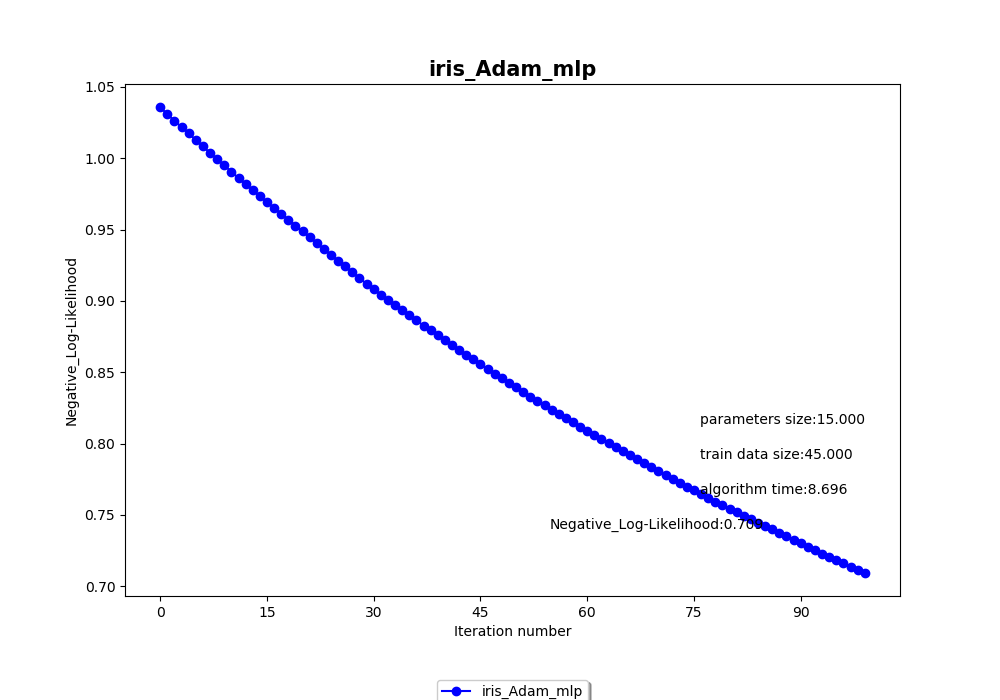 iris_Adam_mlp
1.05
1.00
0.95
0.90
0.85
0.80
0.75
0.70
Negative_Log-Likelihood
parameters size:15.000
train data size:45.000
algorithm time:8.696
Negative_Log-Likelihood:0.709
0 15 30 45 60 75 90
Iteration number
iris_Adam_mlp